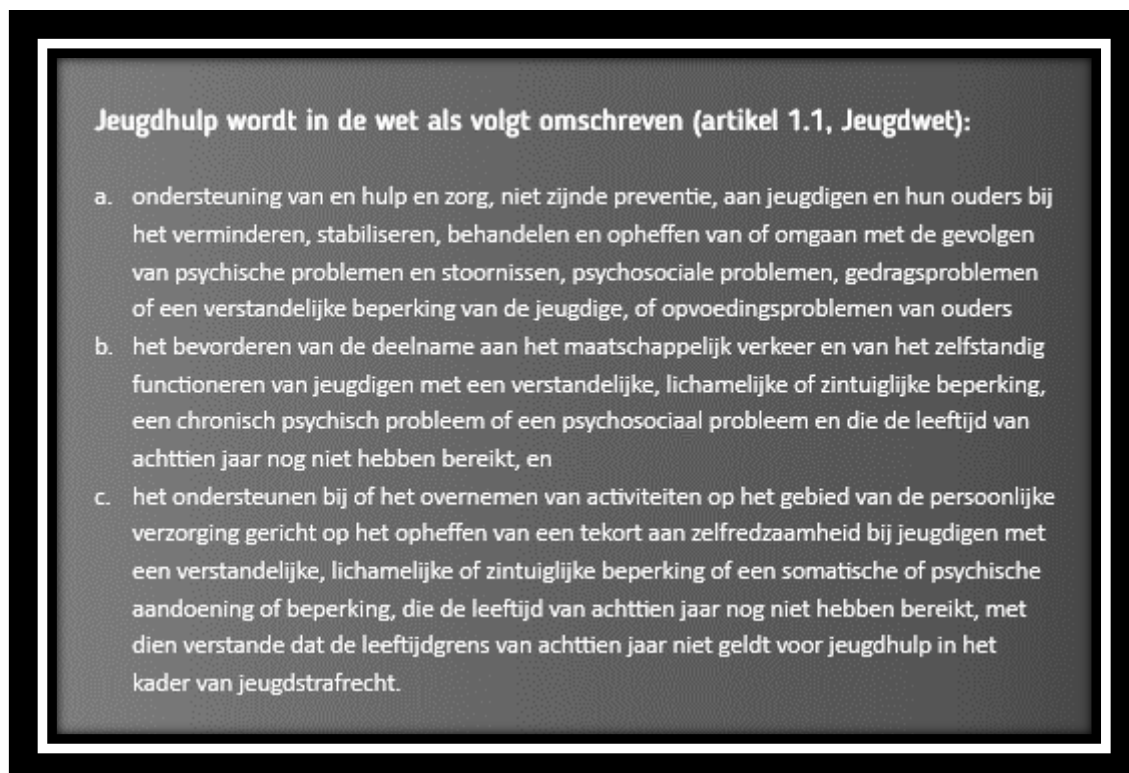 Jeugdhulp wordt in de wet als volgt omschreven (artikel 1.1, Jeugdwet):
a. ondersteuning van en hulp en zorg, niet zijnde preventie, aan jeugdigen en hun ouders bij
het verminderen, stabiliseren, behandelen en opheffen van of omgaan met de gevolgen
van psychische problemen en stoornissen, psychosociale problemen, gedragsproblemen
of een verstandelijke beperking van de jeugdige, of opvoedingsproblemen van ouders
b. het bevorderen van de deelname aan het maatschappelijk verkeer en van het zelfstandig
functioneren van jeugdigen met een verstandelijke, lichamelijke of zintuiglijke beperking,
een chronisch psychisch probleem of een psychosociaal probleem en die de leeftijd van
achttien jaar nog niet hebben bereikt, en
c. het ondersteunen bij of het overnemen van activiteiten op het gebied van de persoonlijke
verzorging gericht op het opheffen van een tekort aan zelfredzaamheid bij jeugdigen met
een verstandelijke, lichamelijke of zintuiglijke beperking of een somatische of psychische
aandoening of beperking, die de leeftijd van achttien jaar nog niet hebben bereikt, met
dien verstande dat de leeftijdgrens van achttien jaar niet geldt voor jeugdhulp in het
kader van jeugdstrafrecht.